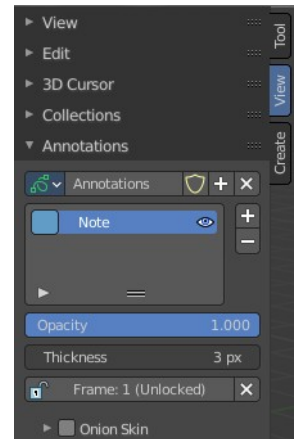 View
Edit
3D Cursor
Collections
Annotations
Annotations
Note
Opacity 1.000
Thickness 3 px
Frame: 1 (Unlocked)
Onion Skin
Tool
View
Create